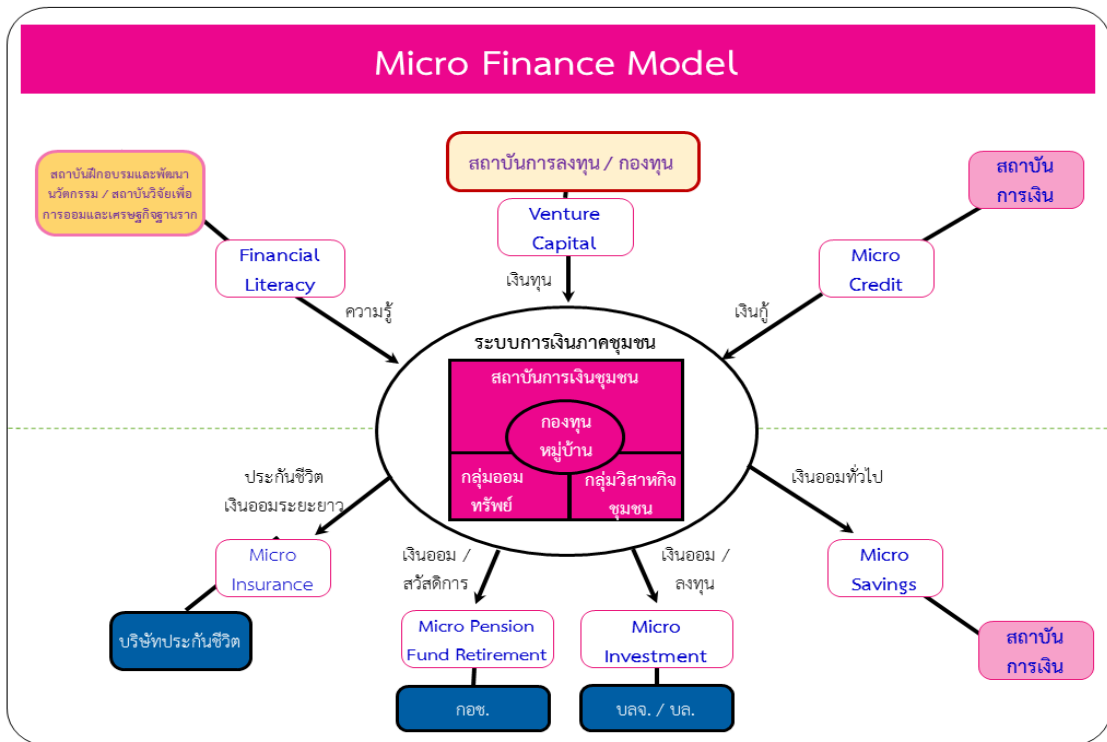 Micro Finance Model
สถาบันฝึกอบรมและพัฒนา
นวัตกรรม / สถาบันวิจัยเพื่อ
การออมและเศรษฐกิจฐานราก
สถาบันการลงทุน / กองทุน
สถาบัน
การเงิน
Financial
Literacy
Venture
Capital
Micro
Credit
ความรู้
เงินทุน
เงินกู้
ระบบการเงินภาคชุมชน
สถาบันการเงินชุมชน
กองทุน
หมู่บ้าน
กลุ่มออม
ทรัพย์
กลุ่มวิสาหกิจ
ชุมชน
ประกันชีวิต
เงินออมระยะยาว
เงินออม /
สวัสดิการ
เงินออม /
ลงทุน
เงินออมทั่วไป
Micro
Insurance
Micro Pension
Fund Retirement
Micro
Investment
Micro
Savings
บริษัทประกันชีวิต
กอช.
บลจ. / บล.
สถาบัน
การเงิน